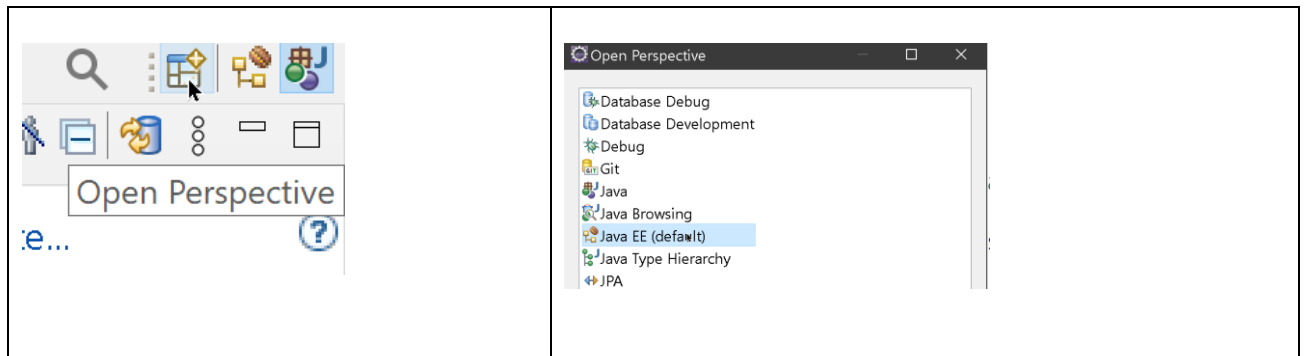 Open Perspective
:e...
Open Perspective
Database Debug
Database Development
Debug
Git
Java
Java Browsing
Java EE (default)
Java Type Hierarchy
JPA